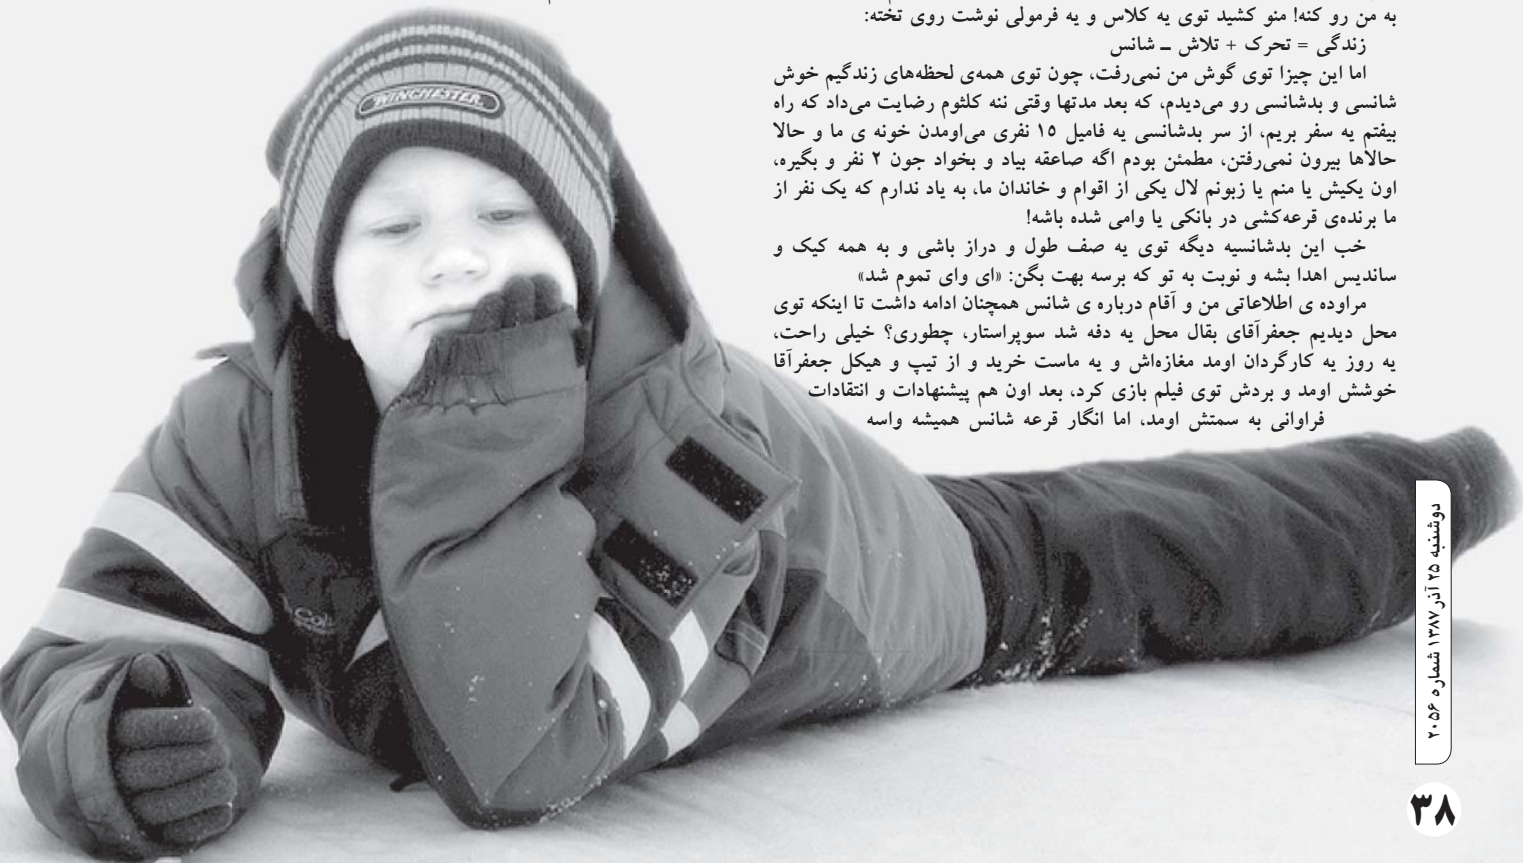 به من رو کنه! منو کشید توی یه کلاس و یه فرمولی نوشت روی تخته:
زندگی = تحرک + تلاش ــ شانس
اما این چیزا توی گوش من نمی‌رفت، چون توی همه‌ی لحظه‌های زندگیم خوش
شانسی و بدشانسی رو می‌دیدم، که بعد مدتها وقتی ننه کلثوم رضایت می‌داد که راه
بیفتم یه سفر بریم، از سر بدشانسی یه فامیل ۱۵ نفری می‌اومدن خونه ی ما و حالا
حالاها بیرون نمی‌رفتن، مطمئن بودم اگه صاعقه بیاد و بخواد جون ۲ نفر و بگیره،
اون یکیش یا منم یا زبونم لال یکی از اقوام و خاندان ما، به یاد ندارم که یک نفر از
ما برنده‌ی قرعه‌کشی در بانکی یا وامی شده باشه!
خب این بدشانسیه دیگه توی یه صف طول و دراز باشی و به همه کیک و
ساندیس اهدا بشه و نوبت به تو که برسه بهت بگن: «ای وای تموم شد»
مراوده ی اطلاعاتی من و آقام درباره ی شانس همچنان ادامه داشت تا اینکه توی
محل دیدیم جعفرآقای بقال محل یه دفه شد سوپراستار، چطوری؟ خیلی راحت،
یه روز یه کارگردان اومد مغازه‌اش و یه ماست خرید و از تیپ و هیکل جعفرآقا
خوشش اومد و بردش توی فیلم بازی کرد، بعد اون هم پیشنهادات و انتقادات
فراوانی به سمتش اومد، اما انگار قرعه شانس همیشه واسه
WINCHESTER
دوشنبه ۲۵ آذر ۱۳۸۷ شماره ۲۰۵۶
۳۸